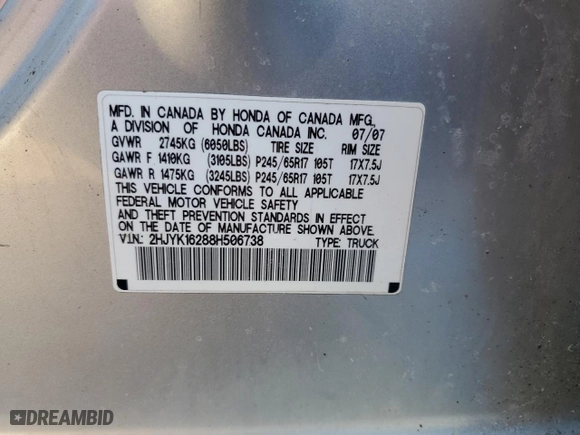 MFD. IN CANADA BY HONDA OF CANADA MFG.,
A DIVISION OF HONDA CANADA INC. 07/07
GVWR 2745KG (6050LBS) TIRE SIZE RIM SIZE
GAWR F 1410KG (3105LBS) P245/65R17 105T 17X7.5J
GAWR R 1475KG (3245LBS) P245/65R17 105T 17X7.5J
THIS VEHICLE CONFORMS TO ALL APPLICABLE
FEDERAL MOTOR VEHICLE SAFETY
AND THEFT PREVENTION STANDARDS IN EFFECT
ON THE DATE OF MANUFACTURE SHOWN ABOVE.
V.I.N.: 2HJYK16288H506738 TYPE: TRUCK
DREAMBID